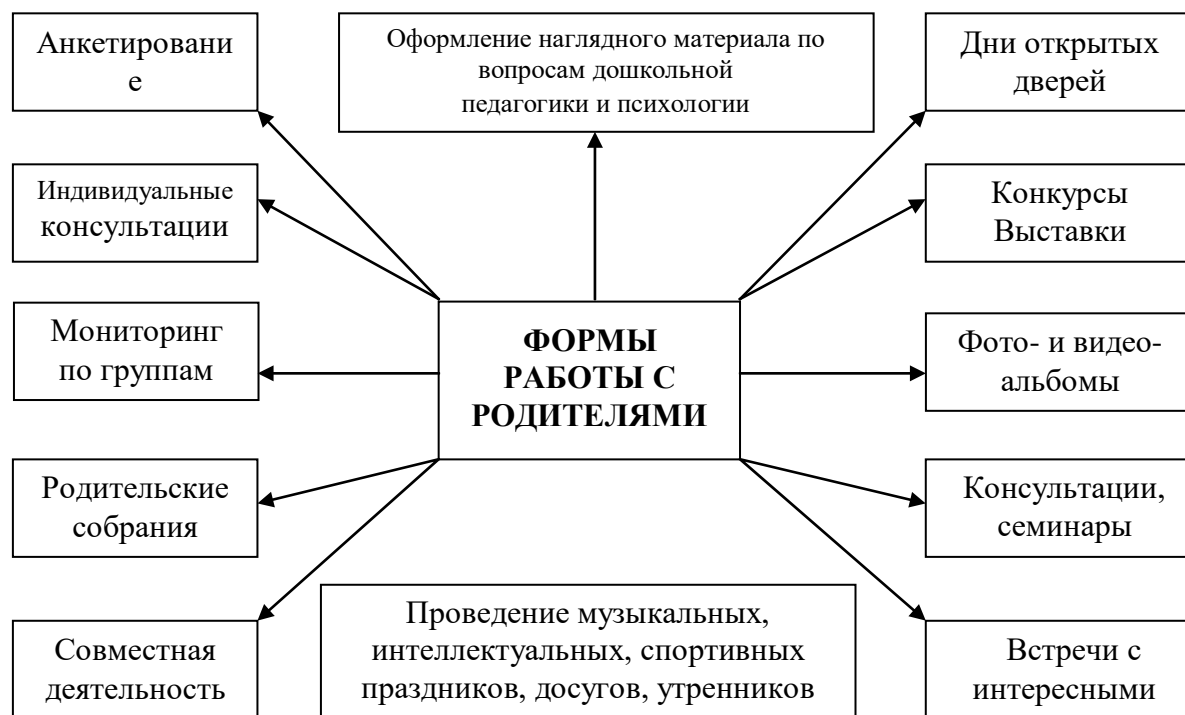 Анкетировани
е
Оформление наглядного материала по
вопросам дошкольной
педагогики и психологии
Дни открытых
дверей
Индивидуальные
консультации
Конкурсы
Выставки
Мониторинг
по группам
ФОРМЫ
РАБОТЫ С
РОДИТЕЛЯМИ
Фото- и видео-
альбомы
Родительские
собрания
Консультации,
семинары
Совместная
деятельность
Проведение музыкальных,
интеллектуальных, спортивных
праздников, досугов, утренников
Встречи с
интересными